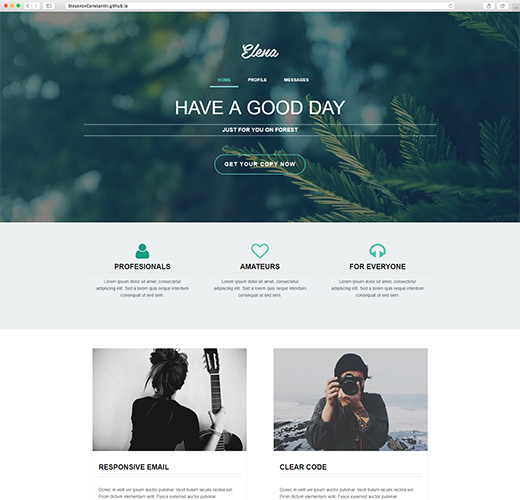 StoyanovConstantin.github.io
Elena
HOME PROFILE MESSAGES
HAVE A GOOD DAY
JUST FOR YOU ON FOREST
GET YOUR COPY NOW
PROFESIONALS
Lorem ipsum dolor sit amet, consectetur
adipiscing elit. Sed a lorem quis neque interdum
consequat ut sed sem.
AMATEURS
Lorem ipsum dolor sit amet, consectetur
adipiscing elit. Sed a lorem quis neque interdum
consequat ut sed sem.
FOR EVERYONE
Lorem ipsum dolor sit amet, consectetur
adipiscing elit. Sed a lorem quis neque interdum
consequat ut sed sem.
RESPONSIVE EMAIL
Donec in velit vel ipsum auctor pulvinar. Vestibulum iaculis lacinia est.
Proin dictum elementum velit. Fusce euismod auctor pulvinar
CLEAR CODE
Donec in velit vel ipsum auctor pulvinar. Vestibulum iaculis lacinia est.
Proin dictum elementum velit. Fusce euismod auctor pulvinar